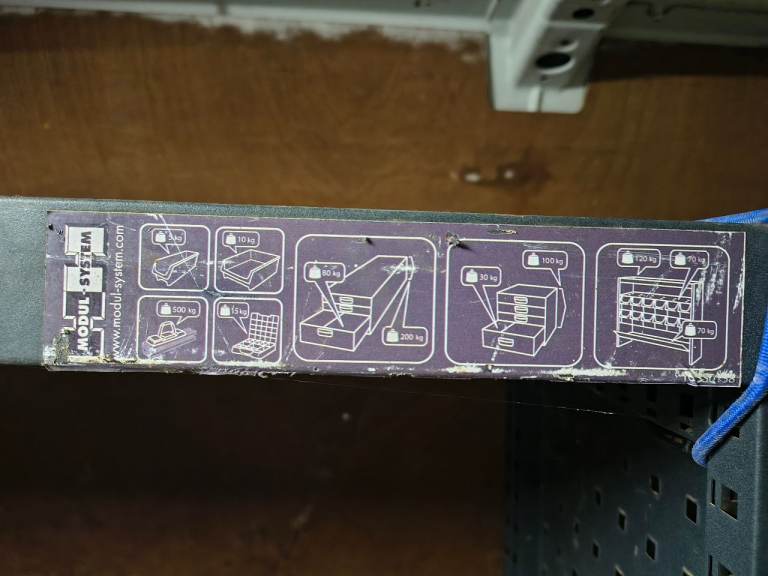 MODUL-SYSTEM
www.modul-system.com
5 kg
10 kg
500 kg
15 kg
80 kg
200 kg
30 kg
100 kg
120 kg
70 kg
70 kg